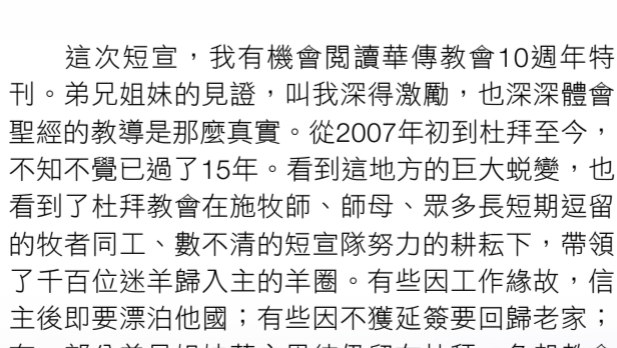 這次短宣，我有機會閱讀華傳教會10週年特
刊。弟兄姐妹的見證，叫我深得激勵，也深深體會
聖經的教導是那麼真實。從2007年初到杜拜至今，
不知不覺已過了15年。看到這地方的巨大蛻變，也
看到了杜拜教會在施牧師、師母、眾多長短期逗留
的牧者同工、數不清的短宣隊努力的耕耘下，帶領
了千百位迷羊歸入主的羊圈。有些因工作緣故，信
主後即要漂泊他國；有些因不獲延簽要回歸老家；